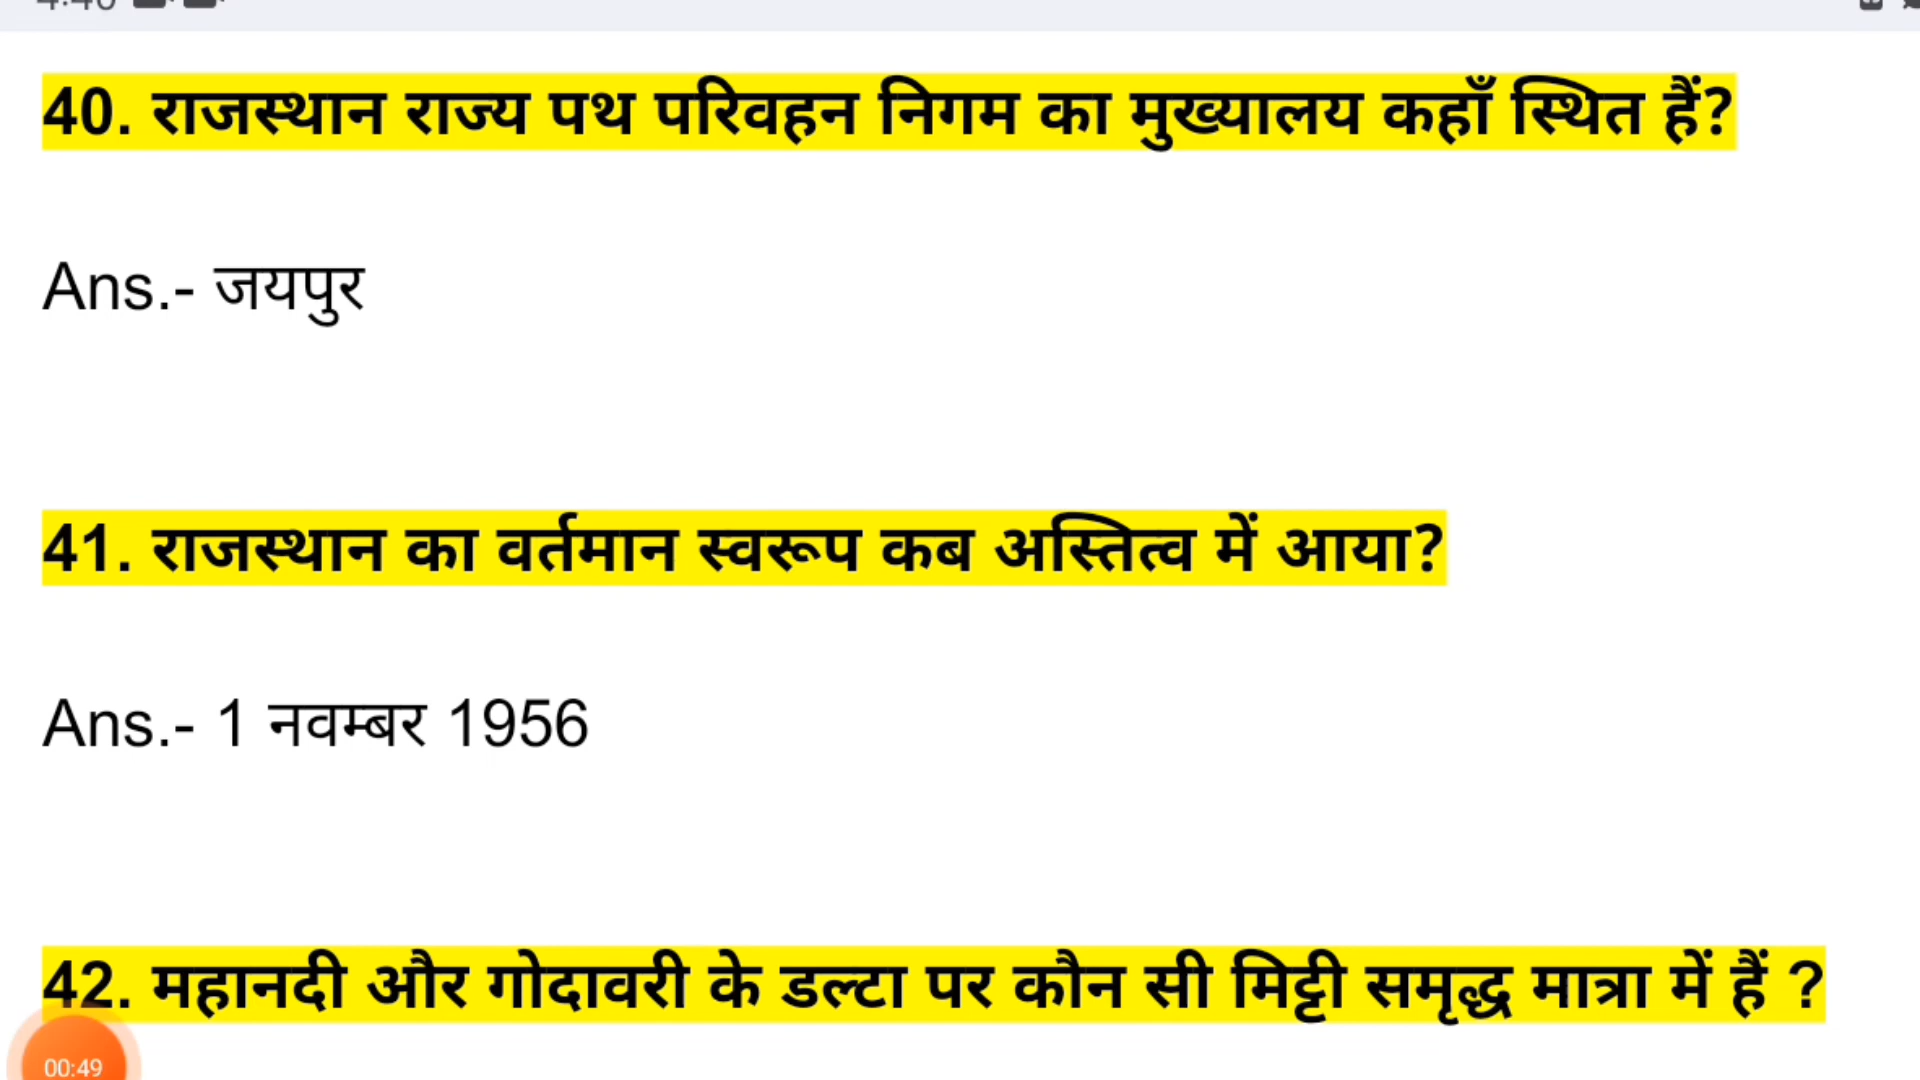 40. राजस्थान राज्य पथ परिवहन निगम का मुख्यालय कहाँ स्थित हैं?
Ans.- जयपुर
41. राजस्थान का वर्तमान स्वरूप कब अस्तित्व में आया?
Ans.- 1 नवम्बर 1956
42. महानदी और गोदावरी के डल्टा पर कौन सी मिट्टी समृद्ध मात्रा में हैं ?
00:49